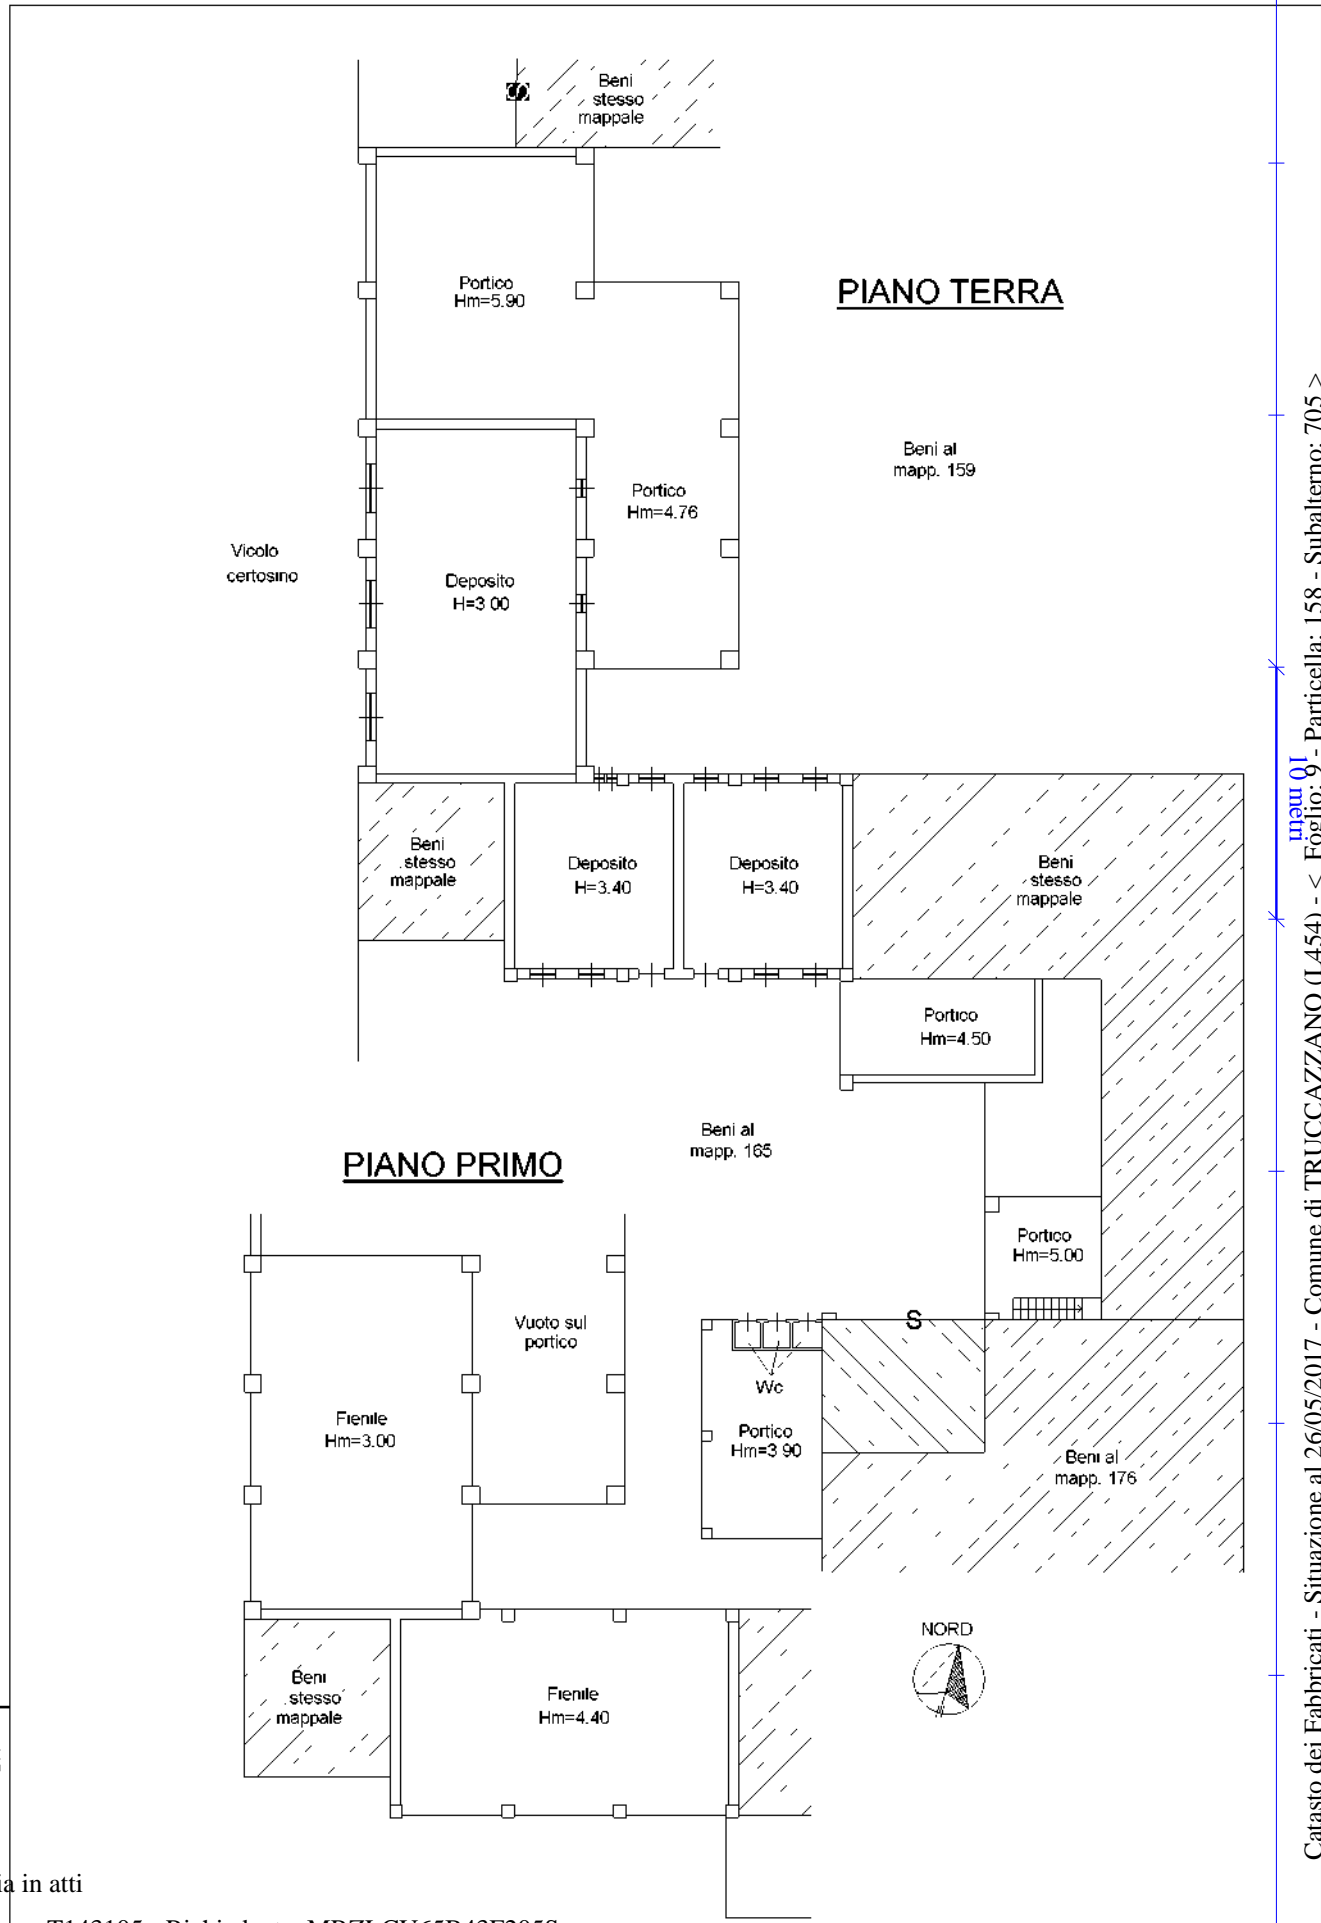 S
Beni
stesso
mappale
Portico
Hm=5.90
PIANO TERRA
Beni al
mapp. 159
Portico
Hm=4.76
Vicolo
certosino
Deposito
H=3.00
Beni
stesso
mappale
Deposito
H=3.40
Deposito
H=3.40
Beni
stesso
mappale
Portico
Hm=4.50
Beni al
mapp. 165
PIANO PRIMO
Portico
Hm=5.00
S
Vuoto sul
portico
Wc
Portico
Hm=3.90
Fienile
Hm=3.00
Beni al
mapp. 176
NORD
Beni
stesso
mappale
Fienile
Hm=4.40
10 metri
Catasto dei Fabbricati - Situazione al 26/05/2017 - Comune di TRUCCAZZANO (L454) - < Foglio: 9 - Particella: 158 - Subalterno: 705 >
in atti